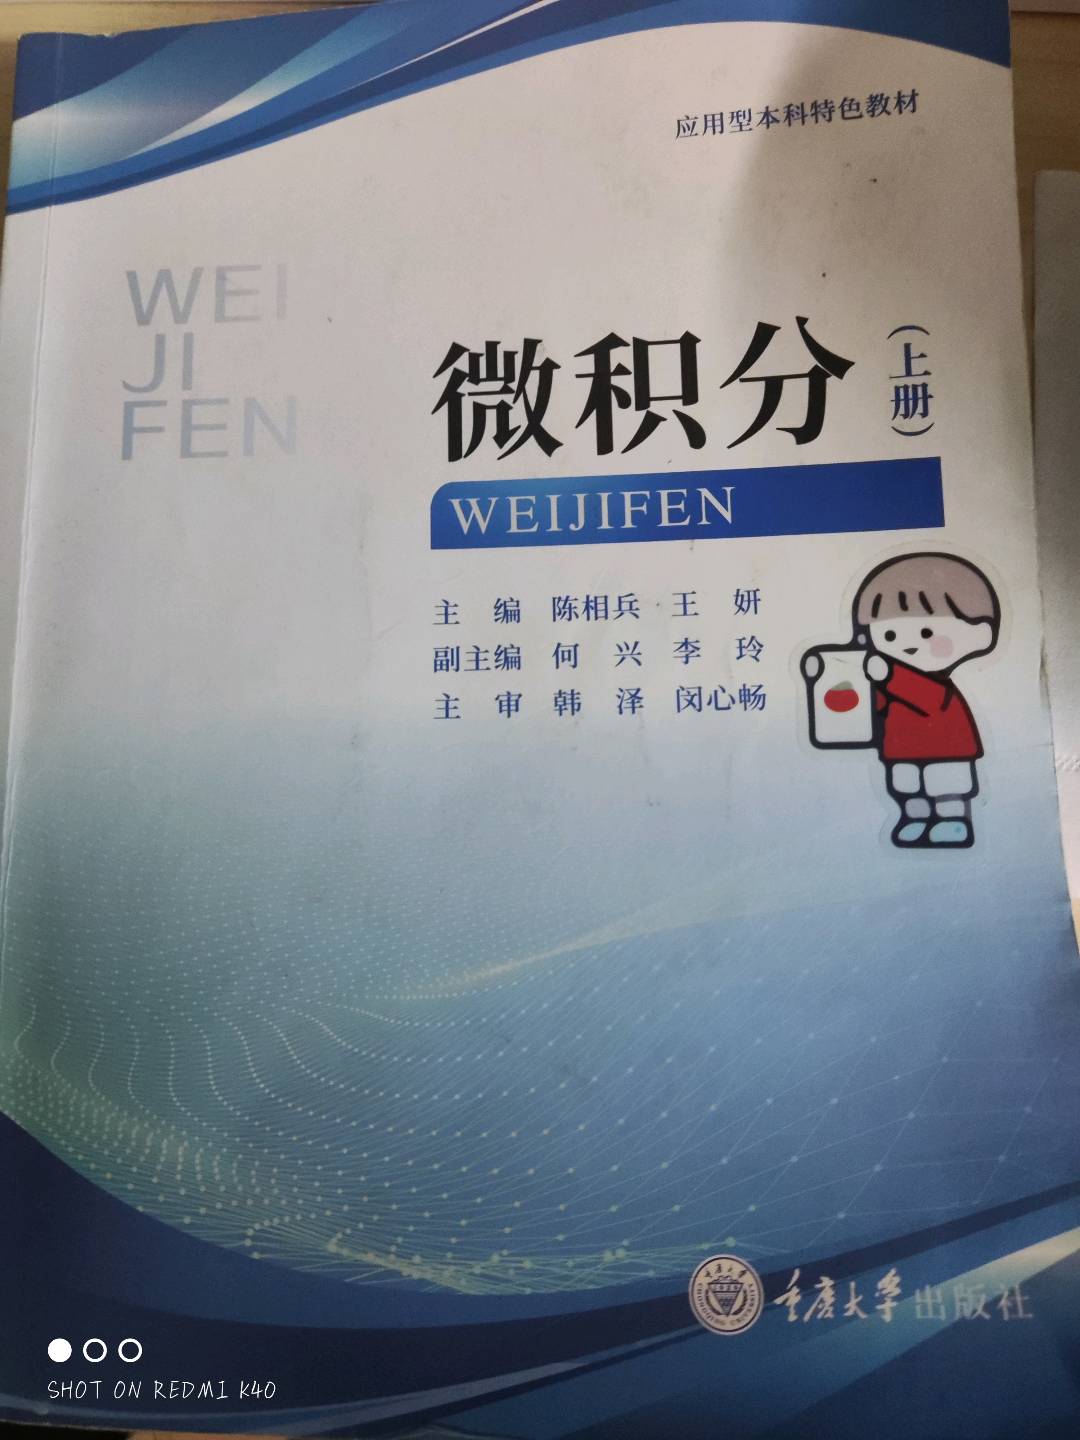 应用型本科特色教材
WEI
JI
FEN
微积分
(上册)
WEIJIFEN
主 编 陈相兵 王 妍
副主编 何 兴 李 玲
主 审 韩 泽 闵心畅
重庆大学出版社
SHOT ON REDMI K40